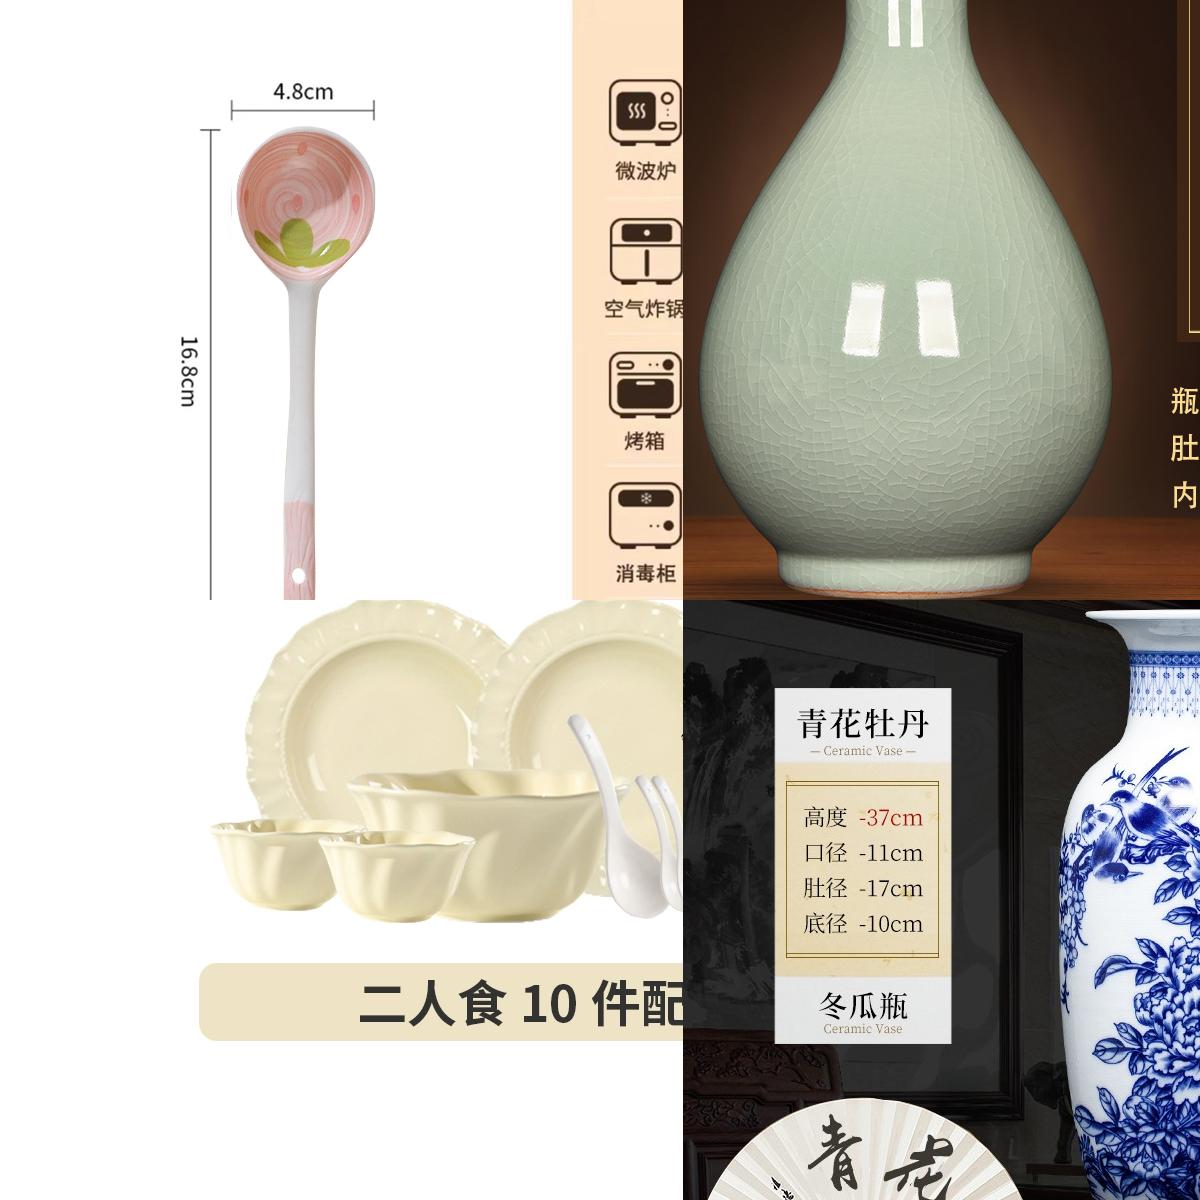 4.8cm
16.8cm
微波炉
空气炸锅
烤箱
消毒柜
瓶
肚
内
二人食 10 件配
青花牡丹
Ceramic Vase
高度 -37cm
口径 -11cm
肚径 -17cm
底径 -10cm
冬瓜瓶
Ceramic Vase
青花